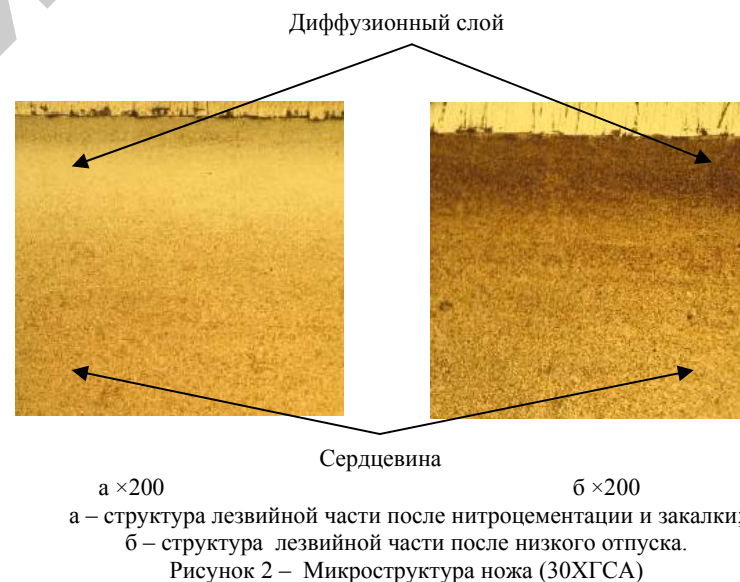 Диффузионный слой
Сердцевина
а ×200 б ×200
а – структура лезвийной части после нитроцементации и закалки;
б – структура лезвийной части после низкого отпуска.
Рисунок 2 – Микроструктура ножа (30ХГСА)